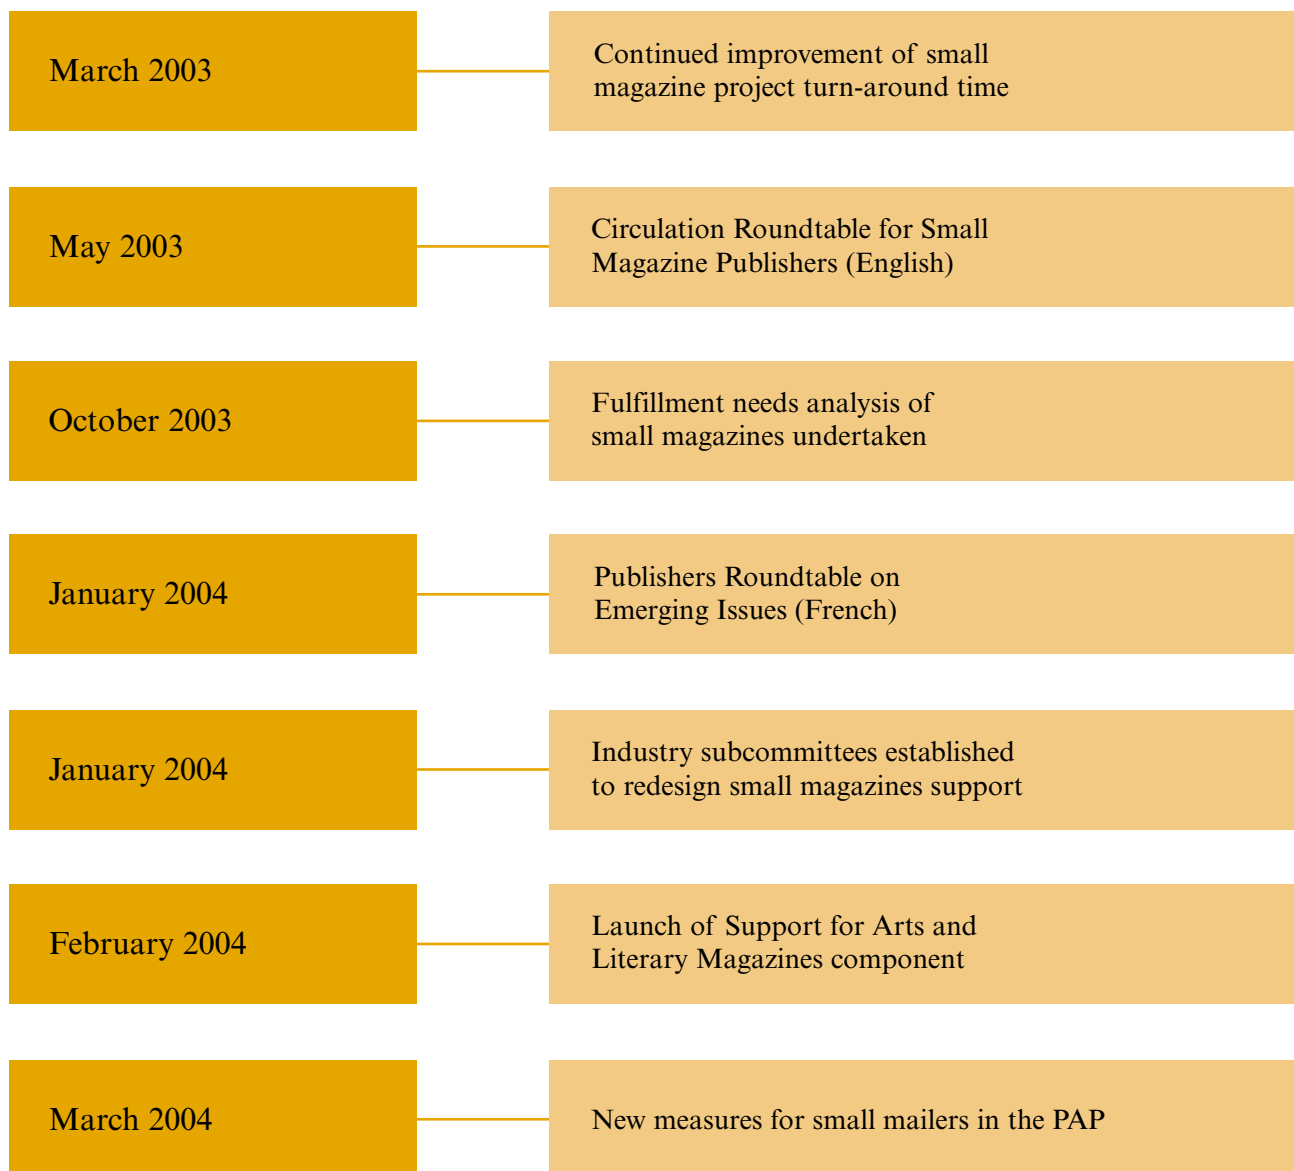 March 2003
Continued improvement of small
magazine project turn-around time
May 2003
Circulation Roundtable for Small
Magazine Publishers (English)
October 2003
Fulfillment needs analysis of
small magazines undertaken
January 2004
Publishers Roundtable on
Emerging Issues (French)
January 2004
Industry subcommittees established
to redesign small magazines support
February 2004
Launch of Support for Arts and
Literary Magazines component
March 2004
New measures for small mailers in the PAP